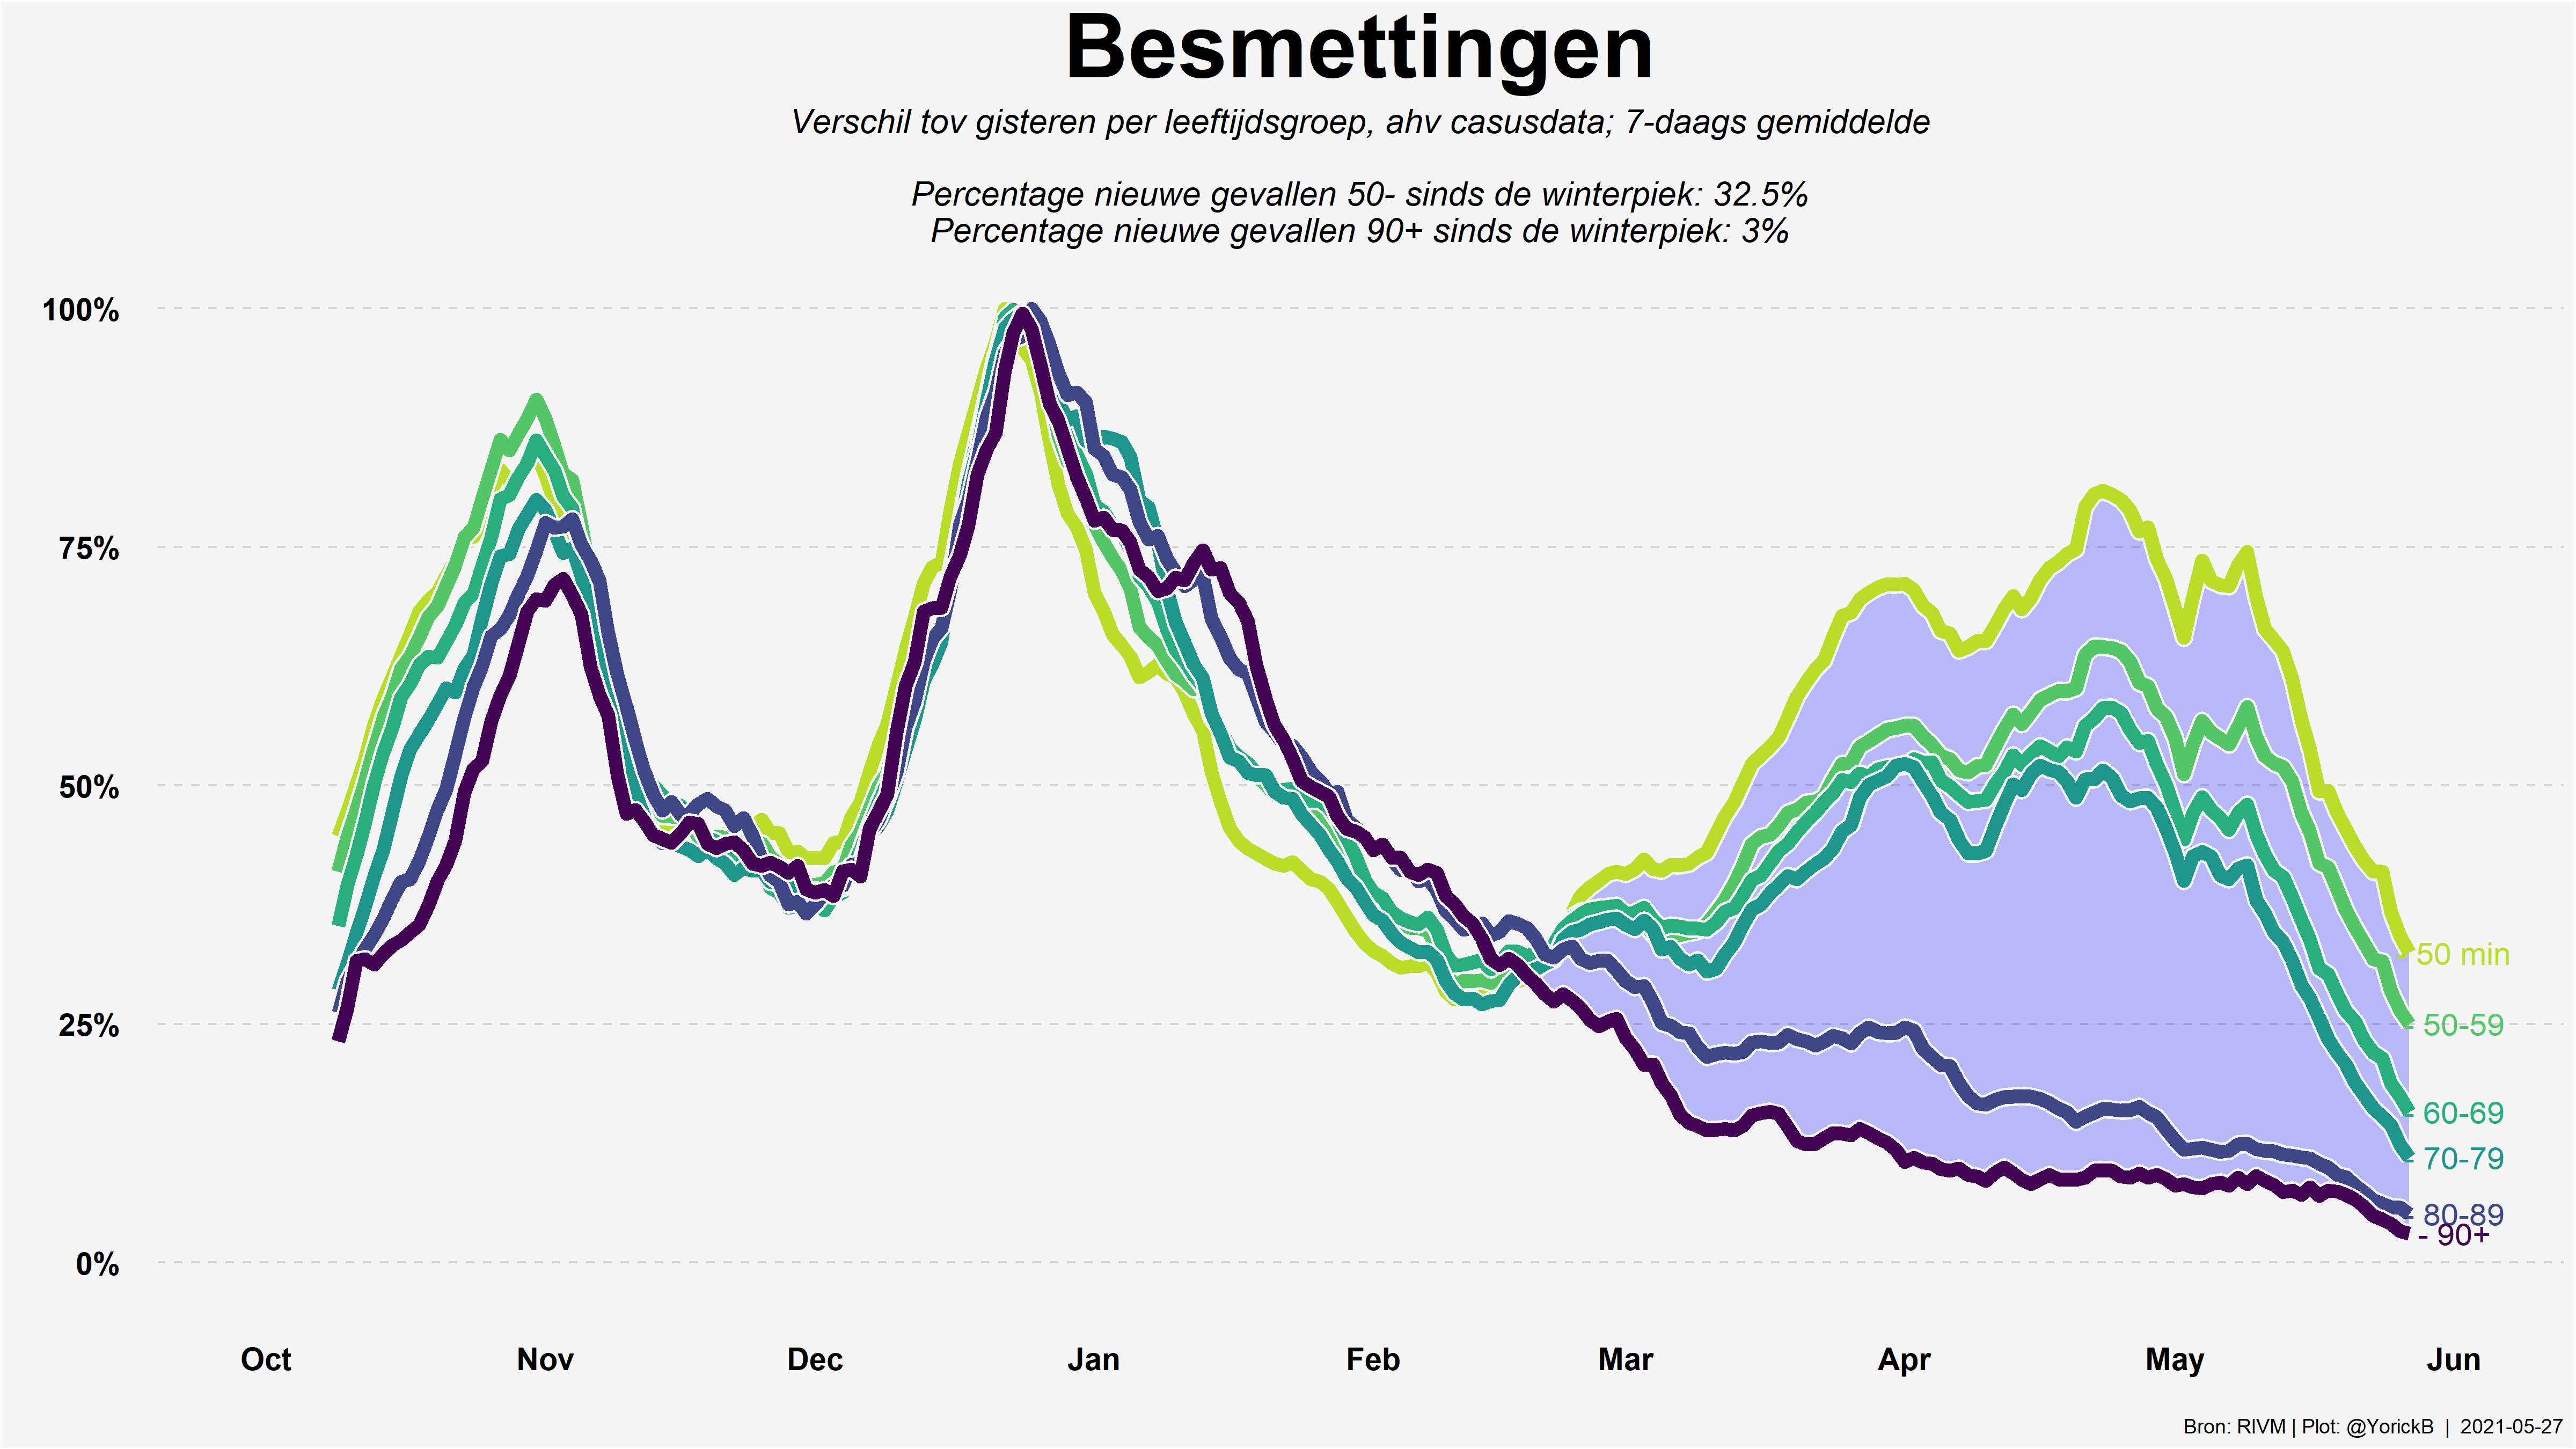 Besmettingen
Verschil tov gisteren per leeftijdsgroep, ahv casusdata; 7-daags gemiddelde
Percentage nieuwe gevallen 50- sinds de winterpiek: 32.5%
Percentage nieuwe gevallen 90+ sinds de winterpiek: 3%
100%
75%
50%
25%
0%
50 min
- 50-59
- 60-69
- 70-79
- 80-89
- 90+
Oct Nov Dec Jan Feb Mar Apr May Jun
Bron: RIVM | Plot: @YorickB | 2021-05-27